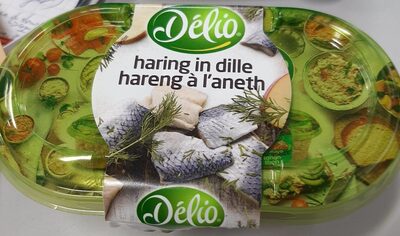 Délio
haring in dille
hareng à l'aneth
Délio